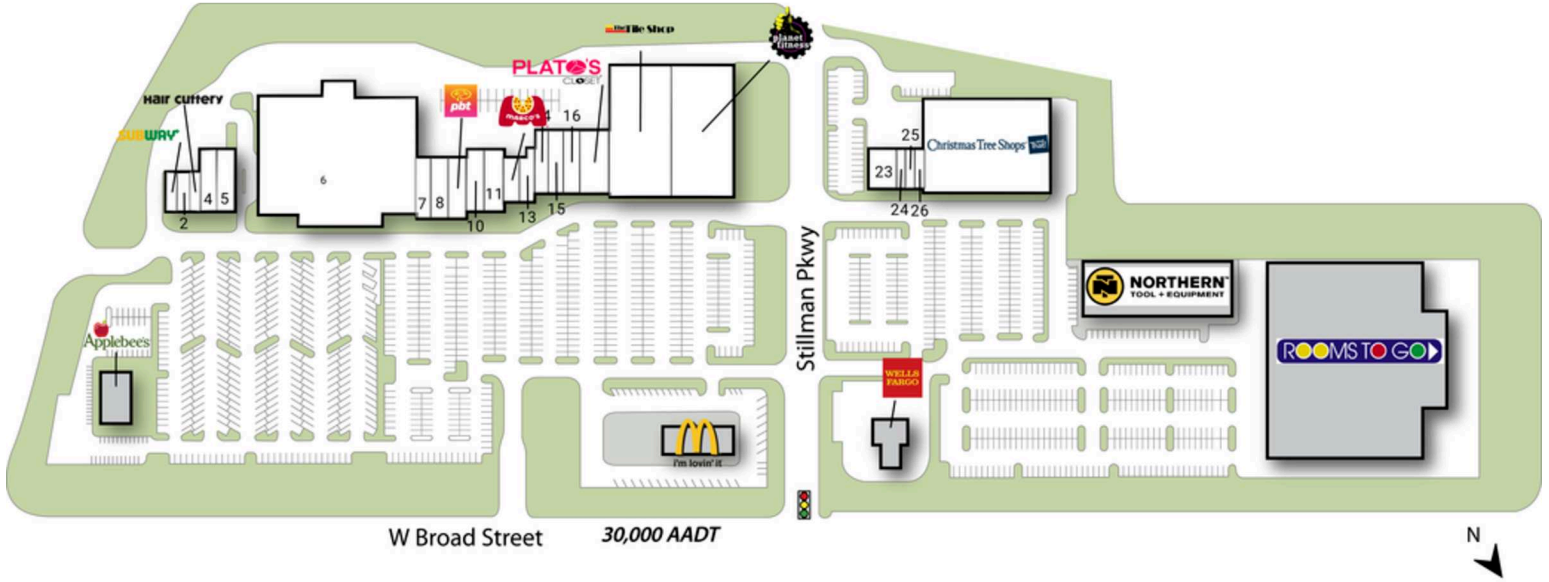 The Tile Shop
planet
fitness
PLATO'S
CLOSET
Hair Cuttery
pbt
marco's
4
16
SUBWAY
25
Christmas Tree Shops
23
6
4
5
7
8
11
2
10
13
15
24
26
Stillman Pkwy
NORTHERN
TOOL + EQUIPMENT
Applebee's
ROOMS TO GO
WELLS
FARGO
i'm lovin' it
W Broad Street
30,000 AADT
N